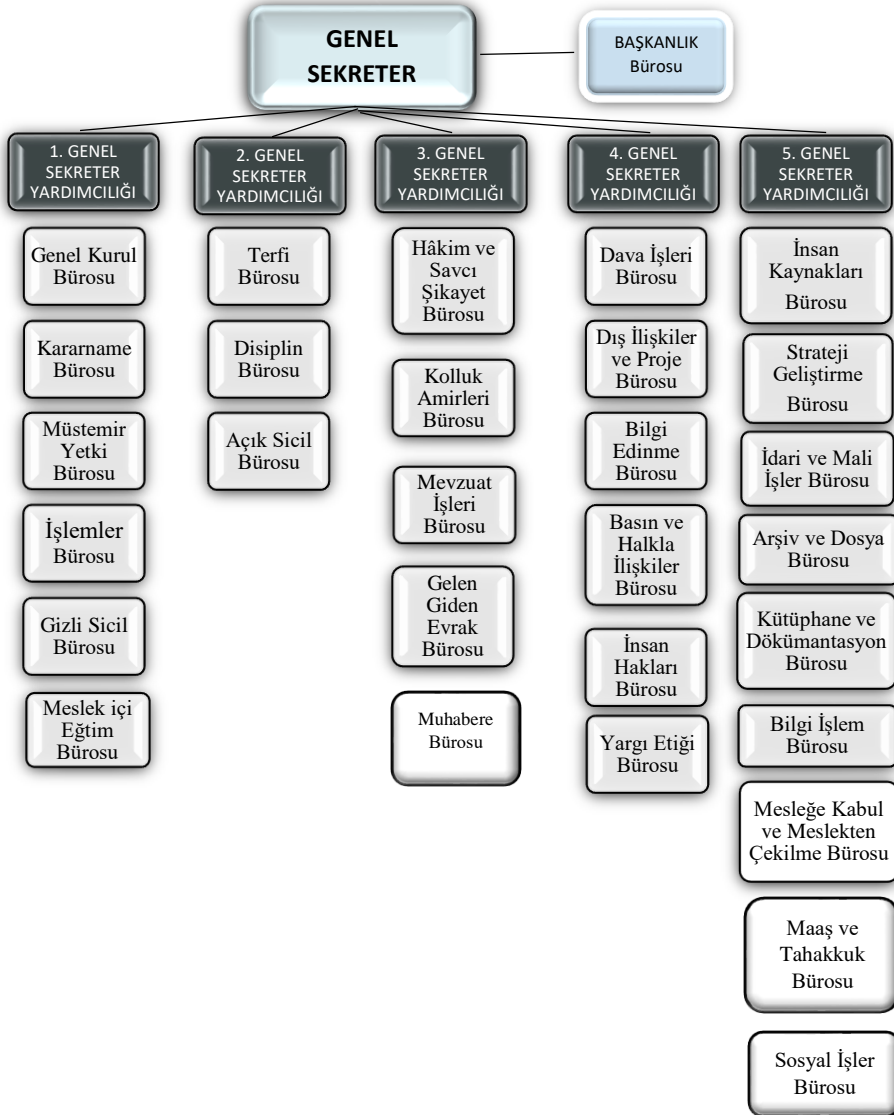 GENEL
SEKRETER
BAŞKANLIK
Bürosu
1. GENEL
SEKRETER
YARDIMCILIĞI
Genel Kurul
Bürosu
Kararname
Bürosu
Müstemir
Yetki
Bürosu
İşlemler
Bürosu
Gizli Sicil
Bürosu
Meslek içi
Eğtim
Bürosu
2. GENEL
SEKRETER
YARDIMCILIĞI
Terfi
Bürosu
Disiplin
Bürosu
Açık Sicil
Bürosu
3. GENEL
SEKRETER
YARDIMCILIĞI
Hâkim ve
Savcı
Şikayet
Bürosu
Kolluk
Amirleri
Bürosu
Mevzuat
İşleri
Bürosu
Gelen
Giden
Evrak
Bürosu
Muhabere
Bürosu
4. GENEL
SEKRETER
YARDIMCILIĞI
Dava İşleri
Bürosu
Dış İlişkiler
ve Proje
Bürosu
Bilgi
Edinme
Bürosu
Basın ve
Halkla
İlişkiler
Bürosu
İnsan
Hakları
Bürosu
Yargı Etiği
Bürosu
5. GENEL
SEKRETER
YARDIMCILIĞI
İnsan
Kaynakları
Bürosu
Strateji
Geliştirme
Bürosu
İdari ve Mali
İşler Bürosu
Arşiv ve Dosya
Bürosu
Kütüphane ve
Dökümantasyon
Bürosu
Bilgi İşlem
Bürosu
Mesleğe Kabul
ve Meslekten
Çekilme Bürosu
Maaş ve
Tahakkuk
Bürosu
Sosyal İşler
Bürosu